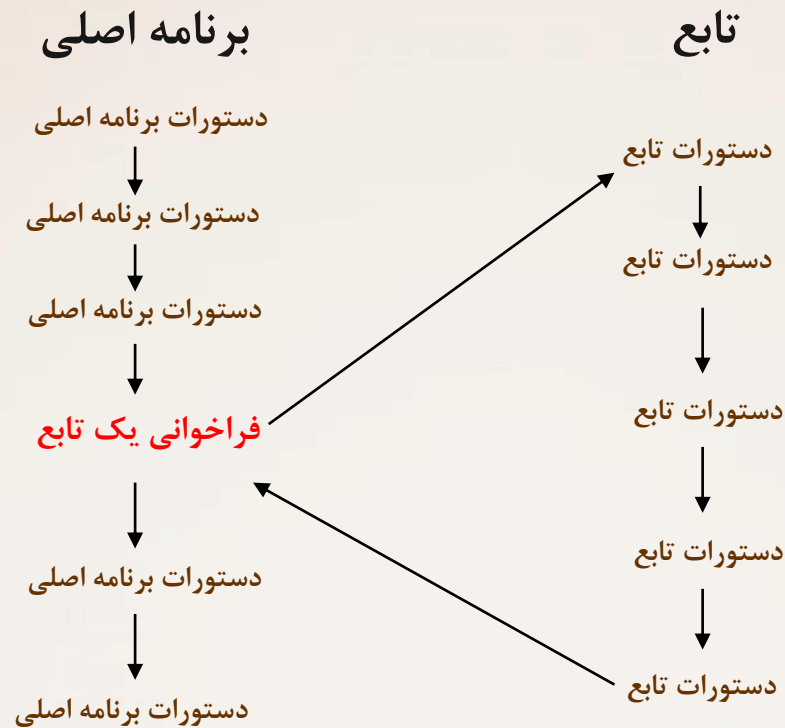 برنامه اصلی
دستورات برنامه اصلی
دستورات برنامه اصلی
دستورات برنامه اصلی
فراخوانی یک تابع
دستورات برنامه اصلی
دستورات برنامه اصلی
تابع
دستورات تابع
دستورات تابع
دستورات تابع
دستورات تابع
دستورات تابع